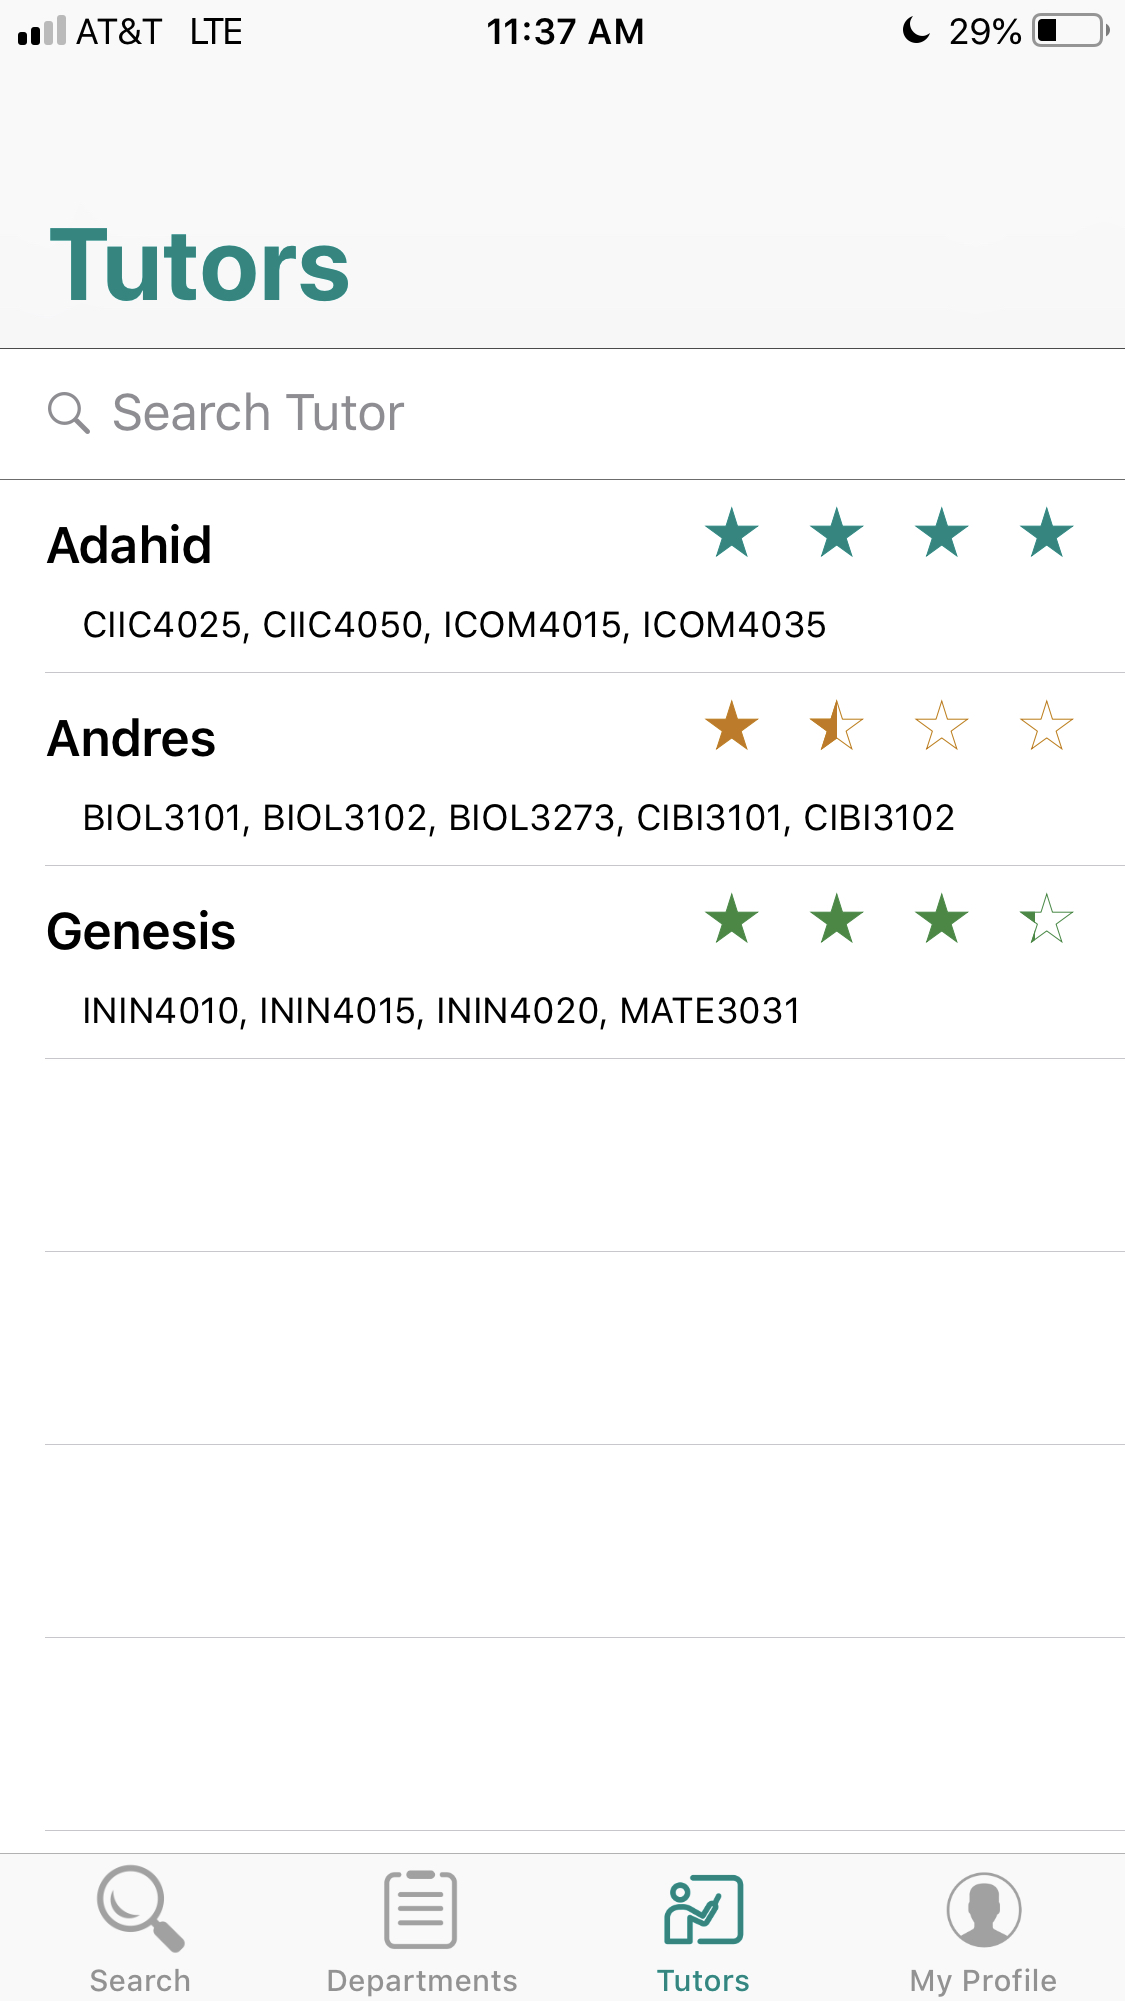 AT&T LTE 11:37 AM 29%
Tutors
Search Tutor
Adahid
CIIC4025, CIIC4050, ICOM4015, ICOM4035
Andres
BIOL3101, BIOL3102, BIOL3273, CIBI3101, CIBI3102
Genesis
ININ4010, ININ4015, ININ4020, MATE3031
Search Departments Tutors My Profile